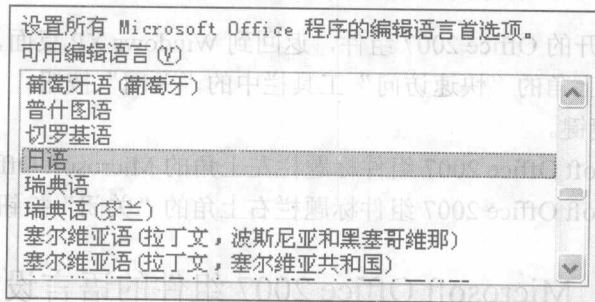 设置所有 Microsoft Office 程序的编辑语言首选项。
可用编辑语言(V)
葡萄牙语(葡萄牙)
普什图语
切罗基语
日语
瑞典语
瑞典语(芬兰)
塞尔维亚语(拉丁文，波斯尼亚和黑塞哥维那)
塞尔维亚语(拉丁文，塞尔维亚共和国)